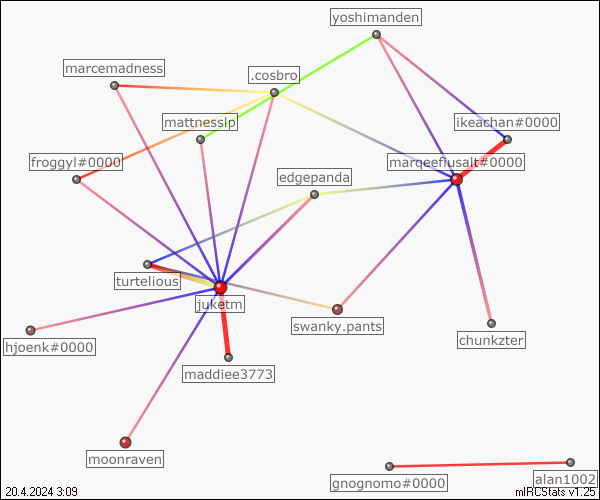 yoshimanden
marcemadness
.cosbro
mattnesslp
ikeachan#0000
froggyl#0000
marqeeflusalt#0000
edgepanda
turtelious
juketm
swanky.pants
chunkzter
hjoenk#0000
maddiee3773
moonraven
gnognomo#0000
alan1002
20.4.2024 3:09
mIRCStats v1.25